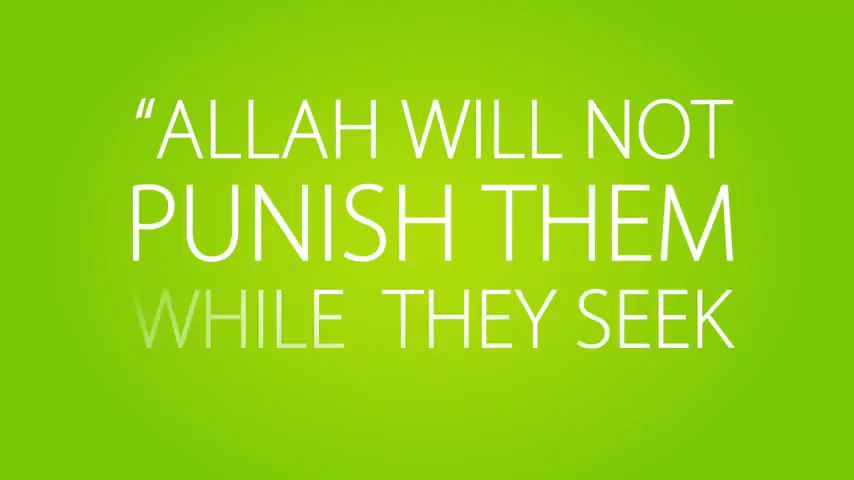 “ALLAH WILL NOT
PUNISH THEM
WHILE THEY SEEK